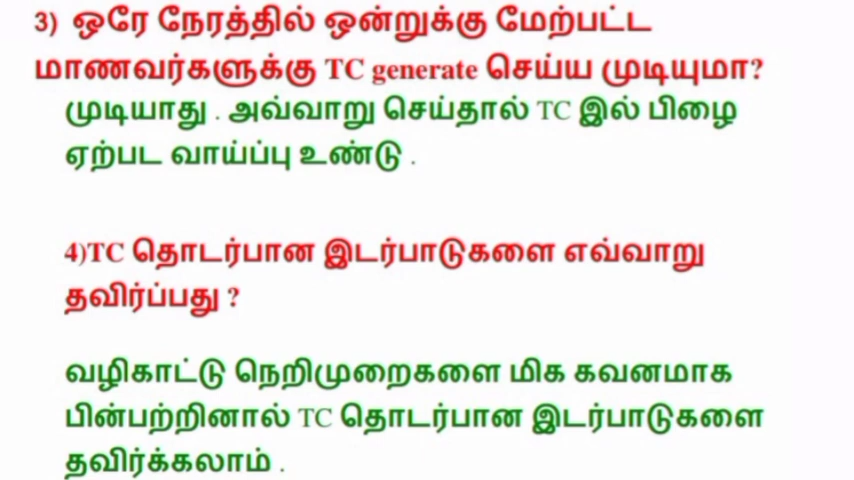 3) ஒரே நேரத்தில் ஒன்றுக்கு மேற்பட்ட
மாணவர்களுக்கு TC generate செய்ய முடியுமா?
முடியாது . அவ்வாறு செய்தால் TC இல் பிழை
ஏற்பட வாய்ப்பு உண்டு .
4)TC தொடர்பான இடர்பாடுகளை எவ்வாறு
தவிர்ப்பது ?
வழிகாட்டு நெறிமுறைகளை மிக கவனமாக
பின்பற்றினால் TC தொடர்பான இடர்பாடுகளை
தவிர்க்கலாம் .